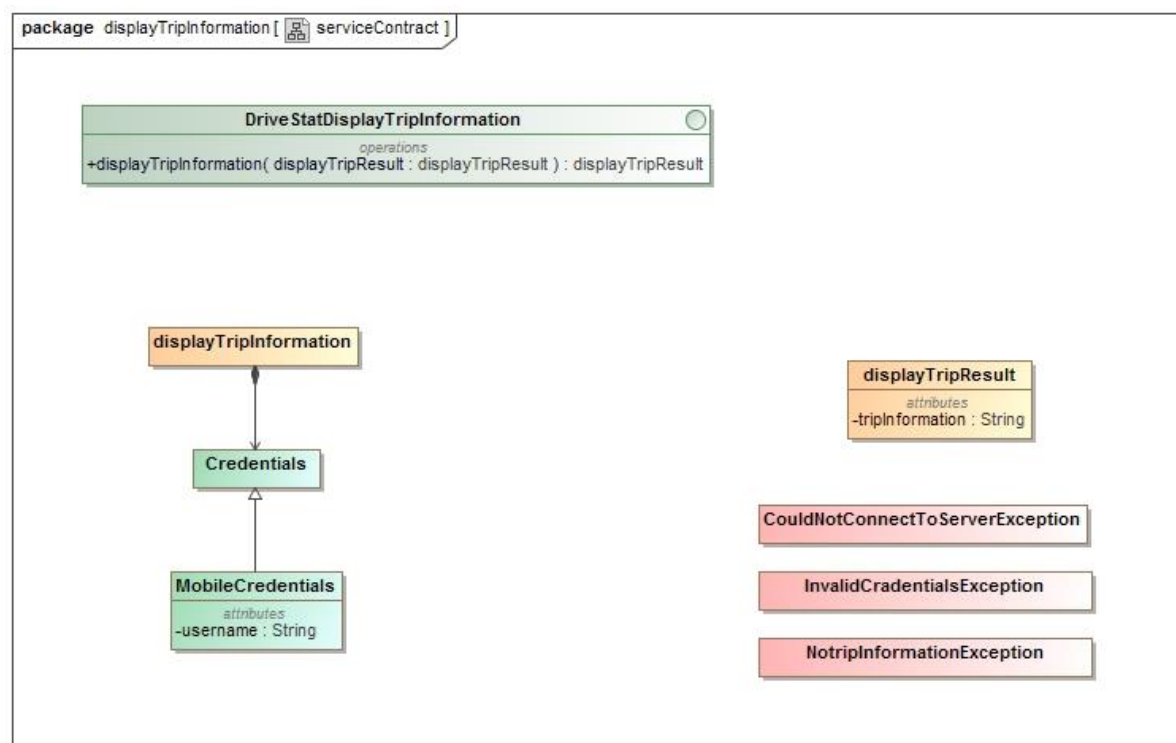 package displayTripInformation [ serviceContract ]
DriveStatDisplayTripInformation
operations
+displayTripInformation( displayTripResult : displayTripResult ) : displayTripResult
displayTripInformation
displayTripResult
attributes
-tripInformation : String
Credentials
CouldNotConnectToServerException
MobileCredentials
attributes
-username : String
InvalidCradentialsException
NotripInformationException